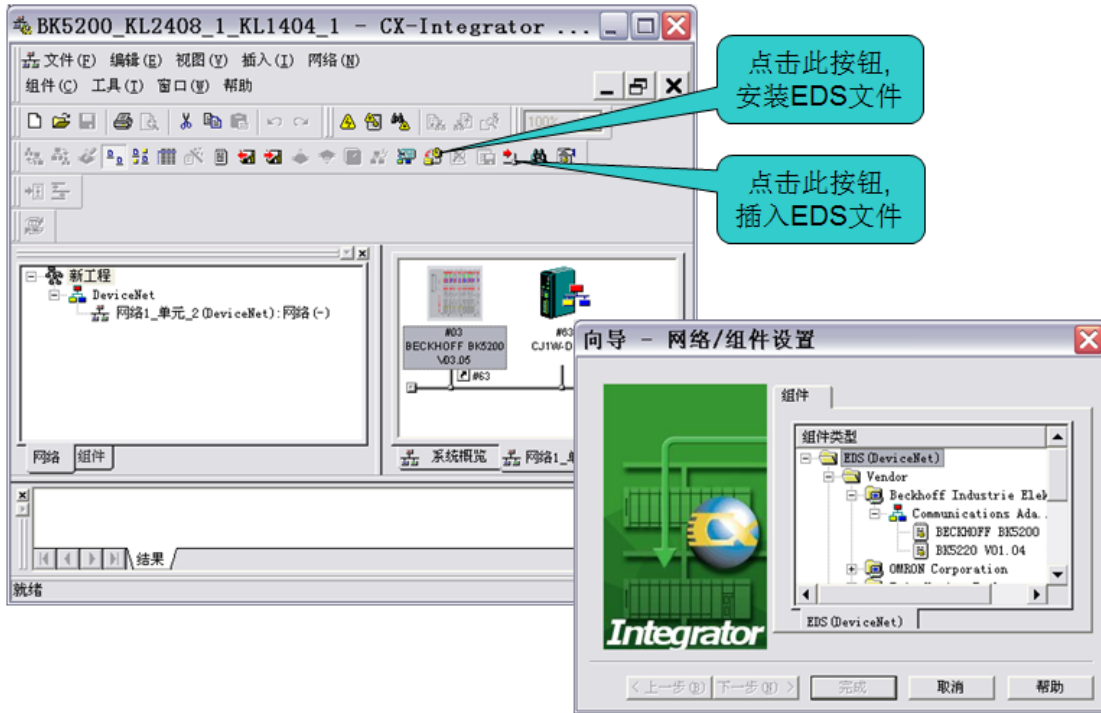 BK5200_KL2408_1_KL1404_1 - CX-Integrator ...
文件(F) 编辑(E) 视图(V) 插入(I) 网络(N)
组件(C) 工具(T) 窗口(W) 帮助
100%
点击此按钮,
安装EDS文件
点击此按钮,
插入EDS文件
新工程
DeviceNet
网络1_单元_2(DeviceNet):网络(-)
网络 组件
#03
BECKHOFF BK5200
V03.05
#63
CJ1W-D
#63
系统概览 网络1_
结果
就绪
向导 - 网络/组件设置
组件
组件类型
EDS(DeviceNet)
Vendor
Beckhoff Industrie Elek
Communications Ada..
BECKHOFF BK5200
BK5220 V01.04
OMRON Corporation
EDS(DeviceNet)
CX
Integrator
< 上一步(B) 下一步(N) > 完成 取消 帮助